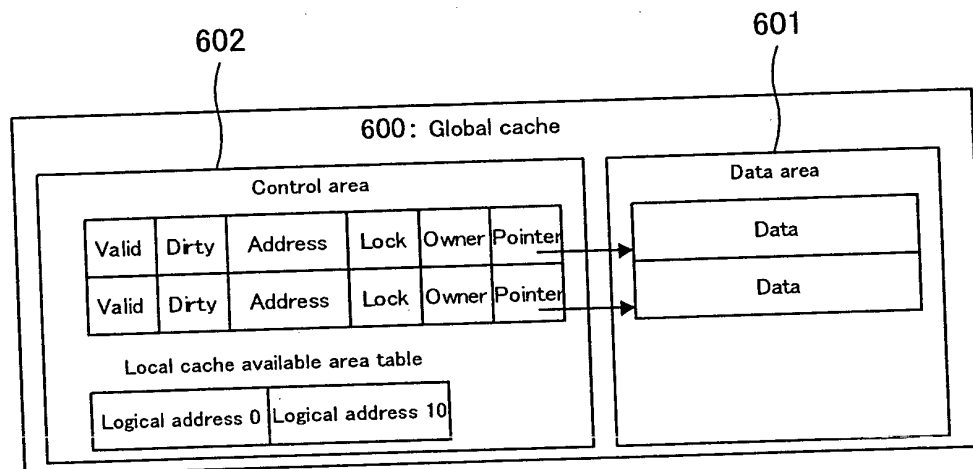 602
601
600: Global cache
Control area
Data area
Valid Dirty Address Lock Owner Pointer
Data
Valid Dirty Address Lock Owner Pointer
Data
Local cache available area table
Logical address 0 Logical address 10